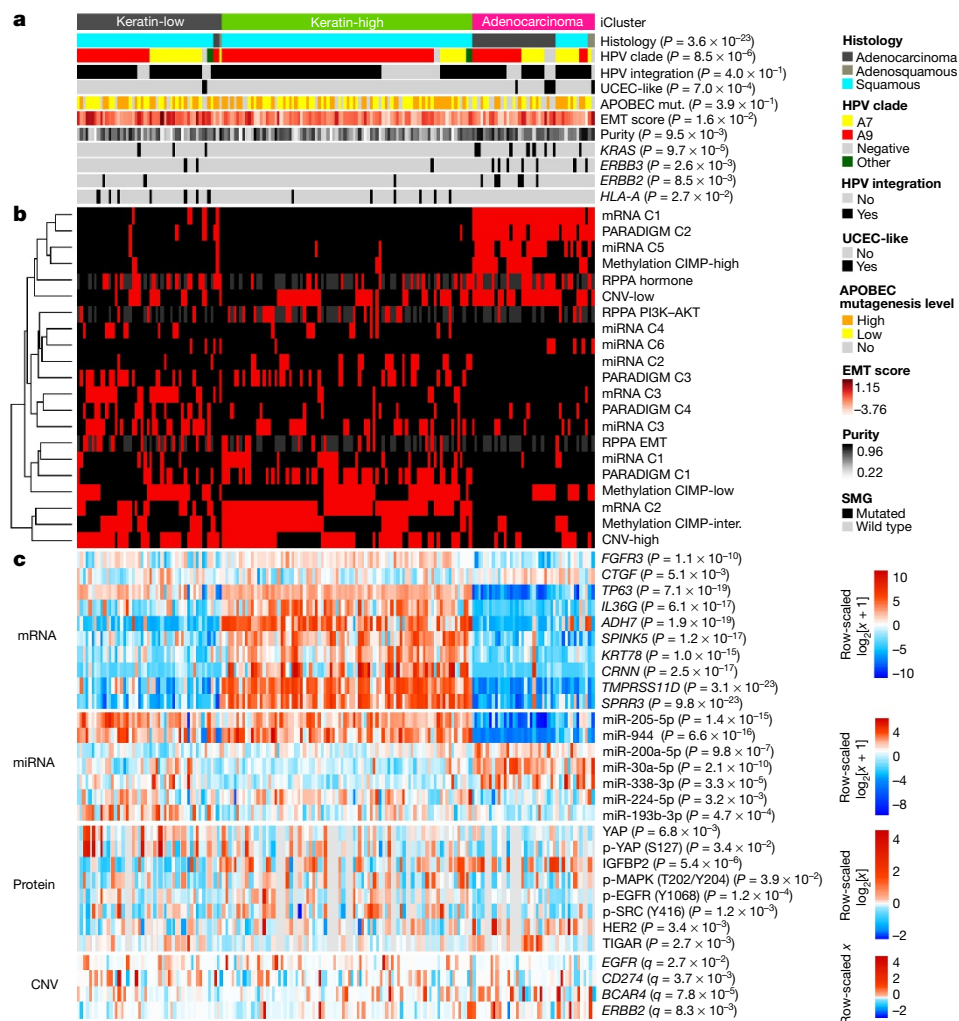 a
Keratin-low
Keratin-high
Adenocarcinoma
iCluster
Histology (P = 3.6 × 10⁻²³)
HPV clade (P = 8.5 × 10⁻⁶)
HPV integration (P = 4.0 × 10⁻¹)
UCEC-like (P = 7.0 × 10⁻⁴)
APOBEC mut. (P = 3.9 × 10⁻¹)
EMT score (P = 1.6 × 10⁻²)
Purity (P = 9.5 × 10⁻³)
KRAS (P = 9.7 × 10⁻⁵)
ERBB3 (P = 2.6 × 10⁻³)
ERBB2 (P = 8.5 × 10⁻³)
HLA-A (P = 2.7 × 10⁻²)
b
mRNA C1
PARADIGM C2
miRNA C5
Methylation CIMP-high
RPPA hormone
CNV-low
RPPA PI3K–AKT
miRNA C4
miRNA C6
miRNA C2
PARADIGM C3
mRNA C3
PARADIGM C4
miRNA C3
RPPA EMT
miRNA C1
PARADIGM C1
Methylation CIMP-low
mRNA C2
Methylation CIMP-inter.
CNV-high
c
mRNA
FGFR3 (P = 1.1 × 10⁻¹⁰)
CTGF (P = 5.1 × 10⁻³)
TP63 (P = 7.1 × 10⁻¹⁹)
IL36G (P = 6.1 × 10⁻¹⁷)
ADH7 (P = 1.9 × 10⁻¹⁹)
SPINK5 (P = 1.2 × 10⁻¹⁷)
KRT78 (P = 1.0 × 10⁻¹⁵)
CRNN (P = 2.5 × 10⁻¹⁷)
TMPRSS11D (P = 3.1 × 10⁻²³)
SPRR3 (P = 9.8 × 10⁻²³)
miRNA
miR-205-5p (P = 1.4 × 10⁻¹⁵)
miR-944 (P = 6.6 × 10⁻¹⁶)
miR-200a-5p (P = 9.8 × 10⁻⁷)
miR-30a-5p (P = 2.1 × 10⁻¹⁰)
miR-338-3p (P = 3.3 × 10⁻⁵)
miR-224-5p (P = 3.2 × 10⁻³)
miR-193b-3p (P = 4.7 × 10⁻⁴)
Protein
YAP (P = 6.8 × 10⁻³)
p-YAP (S127) (P = 3.4 × 10⁻²)
IGFBP2 (P = 5.4 × 10⁻⁶)
p-MAPK (T202/Y204) (P = 3.9 × 10⁻²)
p-EGFR (Y1068) (P = 1.2 × 10⁻⁴)
p-SRC (Y416) (P = 1.2 × 10⁻³)
HER2 (P = 3.4 × 10⁻³)
TIGAR (P = 2.7 × 10⁻³)
CNV
EGFR (q = 2.7 × 10⁻²)
CD274 (q = 3.7 × 10⁻³)
BCAR4 (q = 7.8 × 10⁻⁵)
ERBB2 (q = 8.3 × 10⁻³)
Histology
Adenocarcinoma
Adenosquamous
Squamous
HPV clade
A7
A9
Negative
Other
HPV integration
No
Yes
UCEC-like
No
Yes
APOBEC
mutagenesis level
High
Low
No
EMT score
1.15
−3.76
Purity
0.96
0.22
SMG
Mutated
Wild type
Row-scaled
log₂[x + 1]
10
5
0
−5
−10
Row-scaled
log₂[x + 1]
4
0
−4
−8
Row-scaled
log₂[x]
4
2
0
−2
Row-scaled x
4
2
0
−2